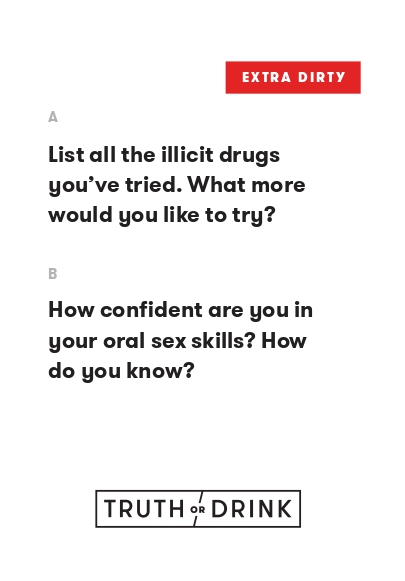 EXTRA DIRTY
A
List all the illicit drugs
you’ve tried. What more
would you like to try?
B
How confident are you in
your oral sex skills? How
do you know?
TRUTH OR DRINK